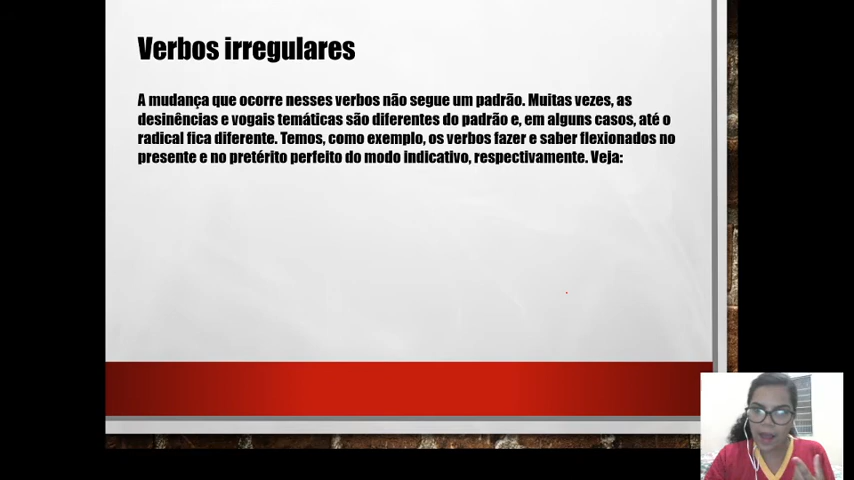 Verbos irregulares
A mudança que ocorre nesses verbos não segue um padrão. Muitas vezes, as
desinências e vogais temáticas são diferentes do padrão e, em alguns casos, até o
radical fica diferente. Temos, como exemplo, os verbos fazer e saber flexionados no
presente e no pretérito perfeito do modo indicativo, respectivamente. Veja: